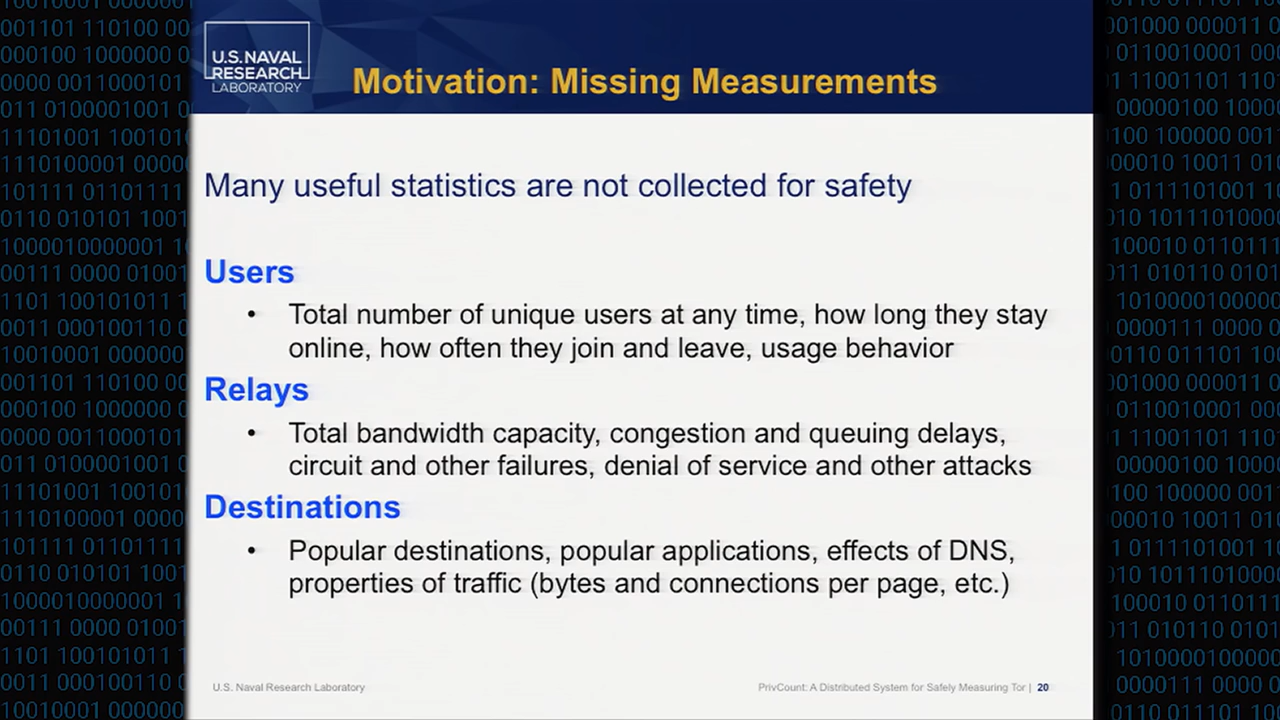 U.S. NAVAL
RESEARCH
LABORATORY
Motivation: Missing Measurements
Many useful statistics are not collected for safety
Users
• Total number of unique users at any time, how long they stay
online, how often they join and leave, usage behavior
Relays
• Total bandwidth capacity, congestion and queuing delays,
circuit and other failures, denial of service and other attacks
Destinations
• Popular destinations, popular applications, effects of DNS,
properties of traffic (bytes and connections per page, etc.)
U.S. Naval Research Laboratory
PrivCount: A Distributed System for Safely Measuring Tor | 20